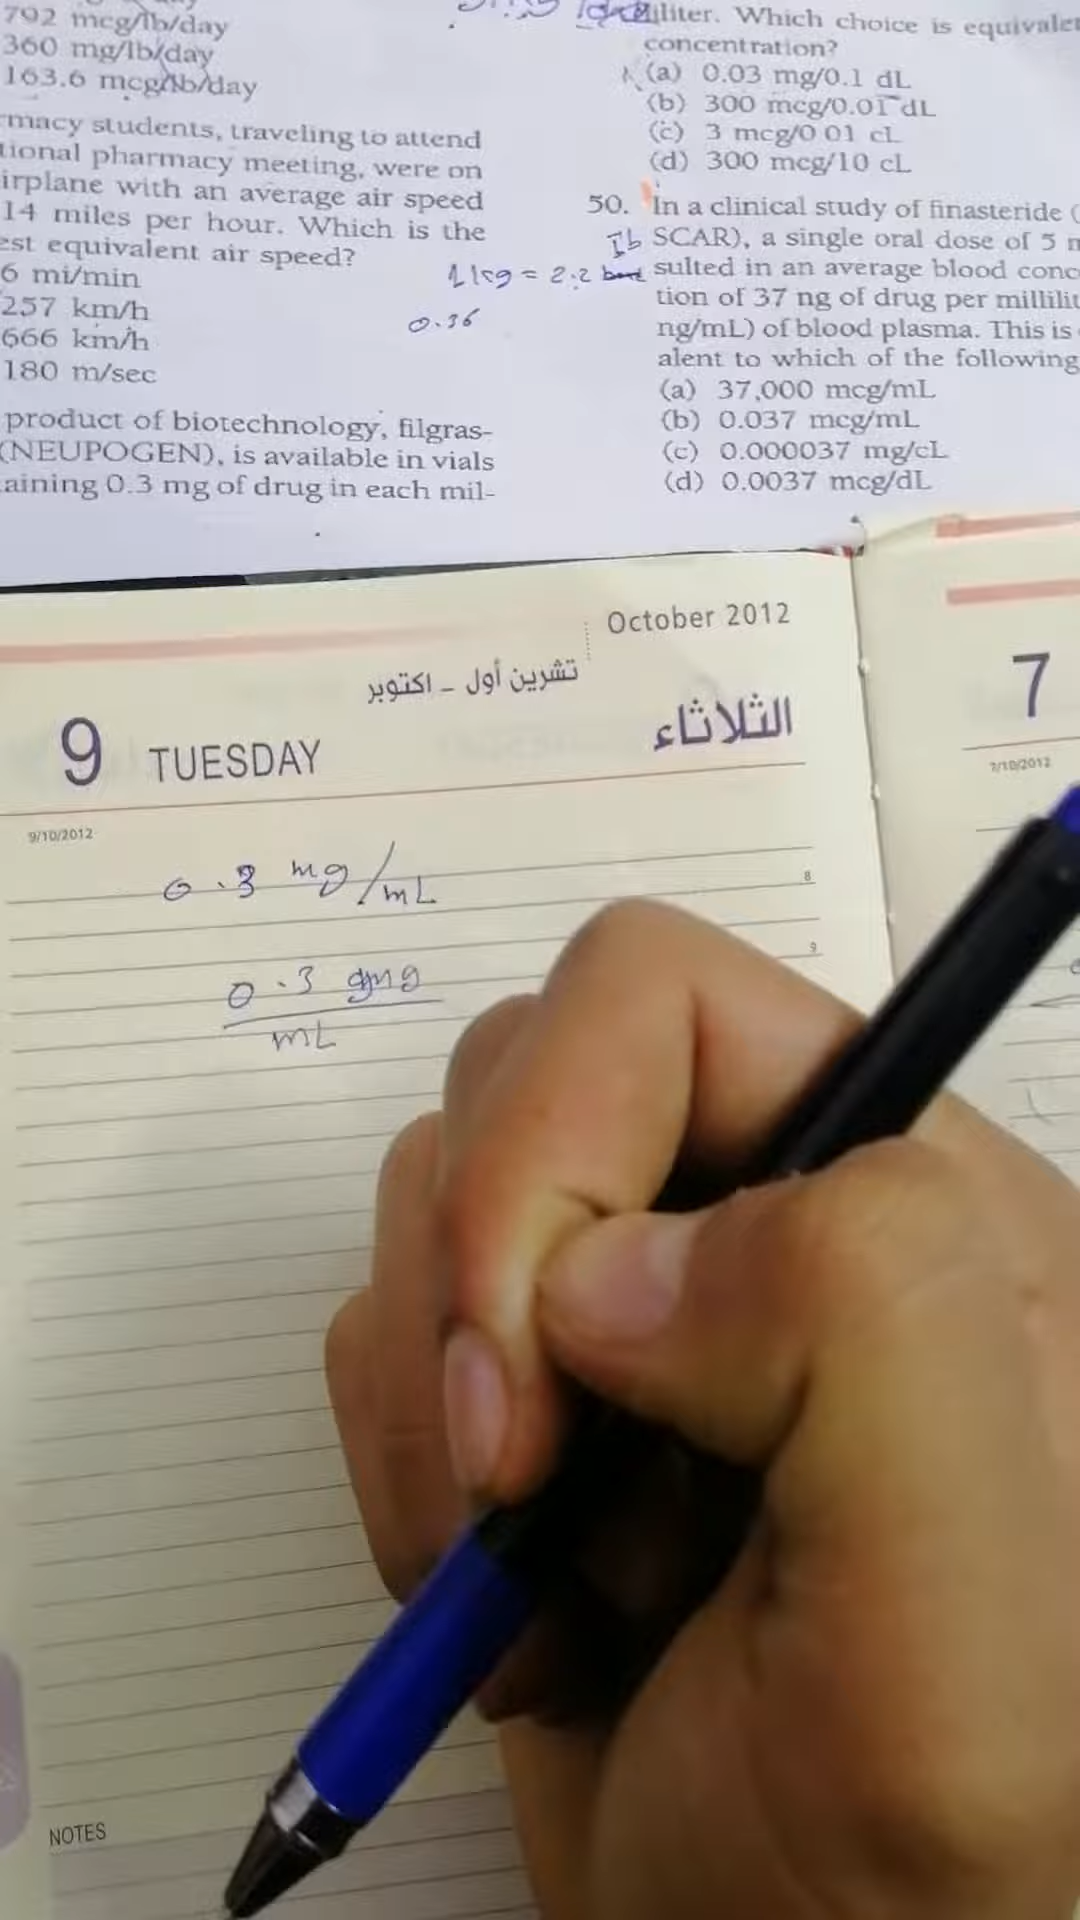 792 mcg/lb/day
360 mg/lb/day
163.6 mcg/lb/day
macy students, traveling to attend
tional pharmacy meeting, were on
irplane with an average air speed
14 miles per hour. Which is the
est equivalent air speed?
6 mi/min
257 km/h
666 km/h
180 m/sec
product of biotechnology, filgras-
(NEUPOGEN), is available in vials
aining 0.3 mg of drug in each mil-
liter. Which choice is equivalen
concentration?
(a) 0.03 mg/0.1 dL
(b) 300 mcg/0.01 dL
(c) 3 mcg/0 01 cL
(d) 300 mcg/10 cL
50. In a clinical study of finasteride (
SCAR), a single oral dose of 5 m
sulted in an average blood conce
tion of 37 ng of drug per millilit
ng/mL) of blood plasma. This is
alent to which of the following
(a) 37,000 mcg/mL
(b) 0.037 mcg/mL
(c) 0.000037 mg/cL
(d) 0.0037 mcg/dL
Ib
1 kg = 2.2
0.36
October 2012
تشرين أول - اكتوبر
الثلاثاء
9 TUESDAY
9/10/2012
7
7/10/2012
0.3 mg/mL
8
9
0.3 mg
mL
NOTES